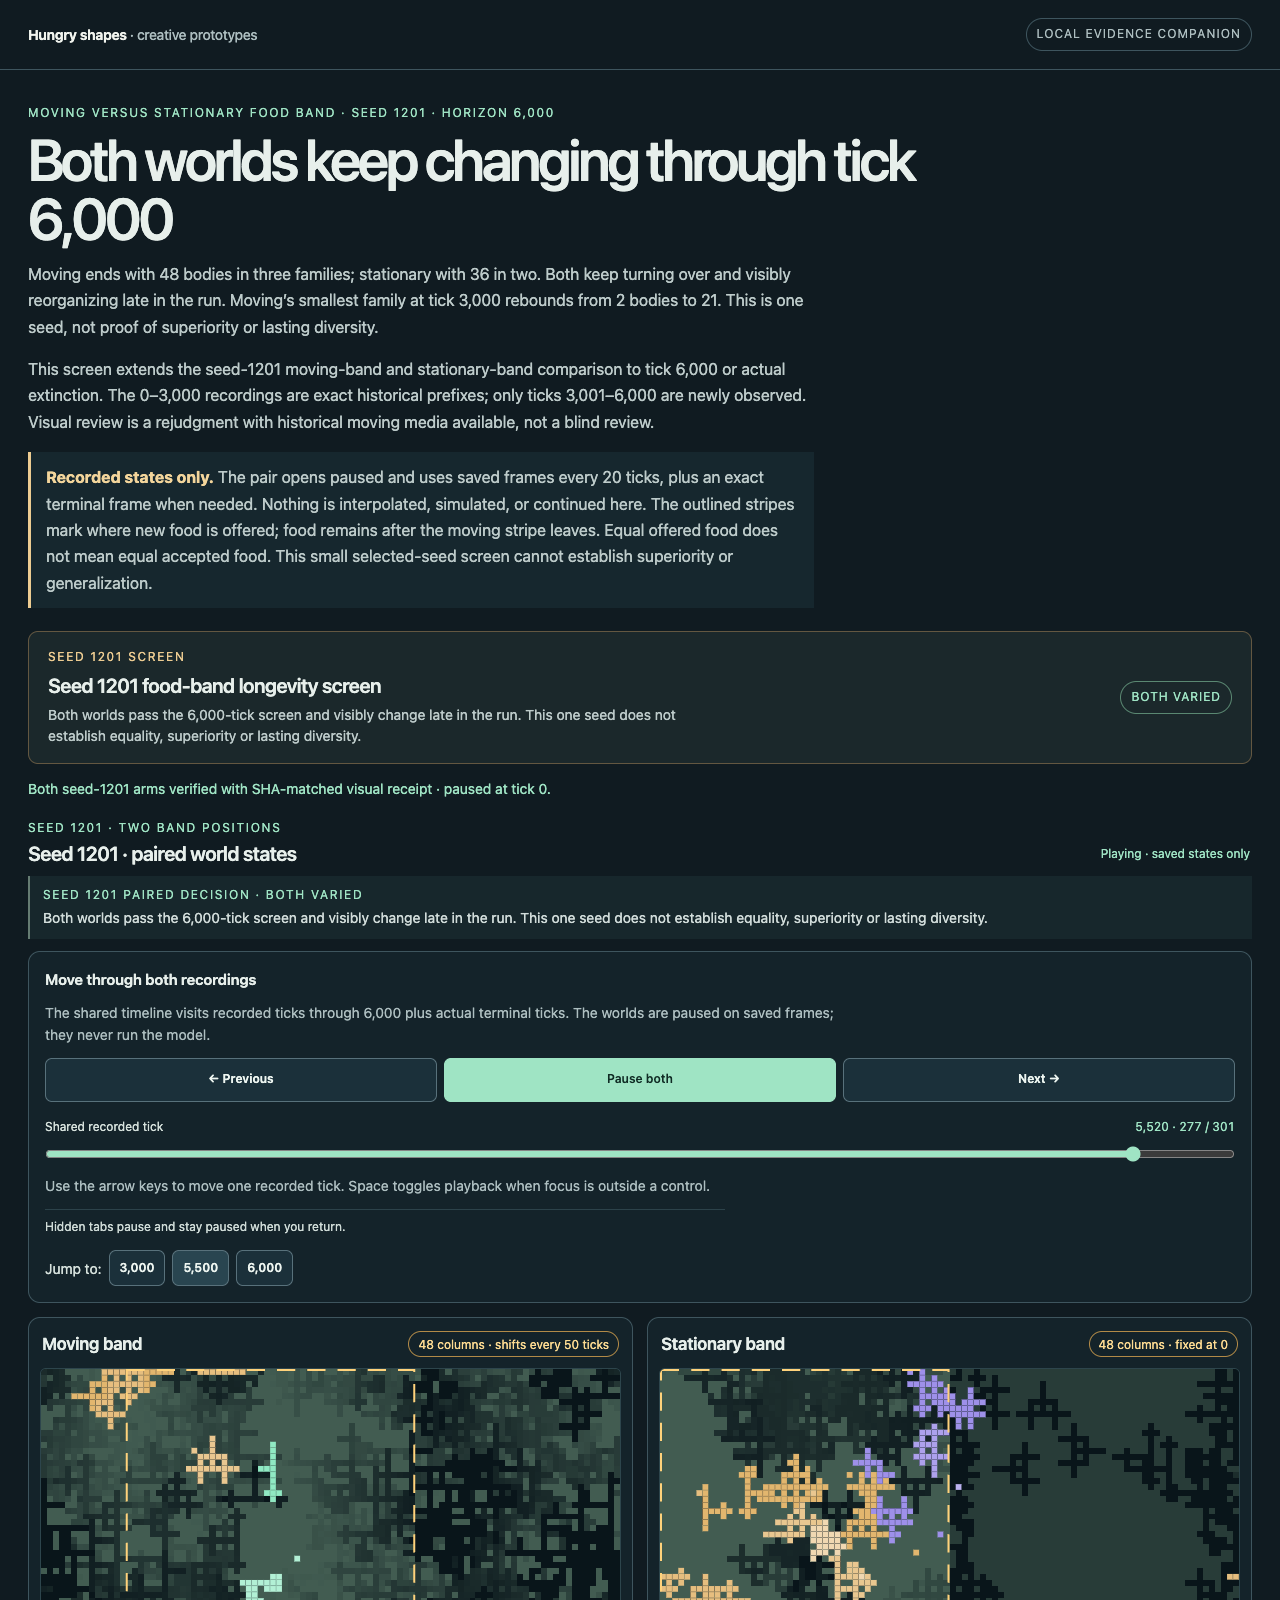 Hungry shapes · creative prototypes
LOCAL EVIDENCE COMPANION
MOVING VERSUS STATIONARY FOOD BAND · SEED 1201 · HORIZON 6,000
Both worlds keep changing through tick
6,000
Moving ends with 48 bodies in three families; stationary with 36 in two. Both keep turning over and visibly
reorganizing late in the run. Moving’s smallest family at tick 3,000 rebounds from 2 bodies to 21. This is one
seed, not proof of superiority or lasting diversity.
This screen extends the seed-1201 moving-band and stationary-band comparison to tick 6,000 or actual
extinction. The 0–3,000 recordings are exact historical prefixes; only ticks 3,001–6,000 are newly observed.
Visual review is a rejudgment with historical moving media available, not a blind review.
Recorded states only. The pair opens paused and uses saved frames every 20 ticks, plus an exact
terminal frame when needed. Nothing is interpolated, simulated, or continued here. The outlined stripes
mark where new food is offered; food remains after the moving stripe leaves. Equal offered food does
not mean equal accepted food. This small selected-seed screen cannot establish superiority or
generalization.
SEED 1201 SCREEN
Seed 1201 food-band longevity screen
Both worlds pass the 6,000-tick screen and visibly change late in the run. This one seed does not
establish equality, superiority or lasting diversity.
BOTH VARIED
Both seed-1201 arms verified with SHA-matched visual receipt · paused at tick 0.
SEED 1201 · TWO BAND POSITIONS
Seed 1201 · paired world states
Playing · saved states only
SEED 1201 PAIRED DECISION · BOTH VARIED
Both worlds pass the 6,000-tick screen and visibly change late in the run. This one seed does not establish equality, superiority or lasting diversity.
Move through both recordings
The shared timeline visits recorded ticks through 6,000 plus actual terminal ticks. The worlds are paused on saved frames;
they never run the model.
← Previous
Pause both
Next →
Shared recorded tick
5,520 · 277 / 301
Use the arrow keys to move one recorded tick. Space toggles playback when focus is outside a control.
Hidden tabs pause and stay paused when you return.
Jump to: 3,000 5,500 6,000
Moving band
48 columns · shifts every 50 ticks
Stationary band
48 columns · fixed at 0